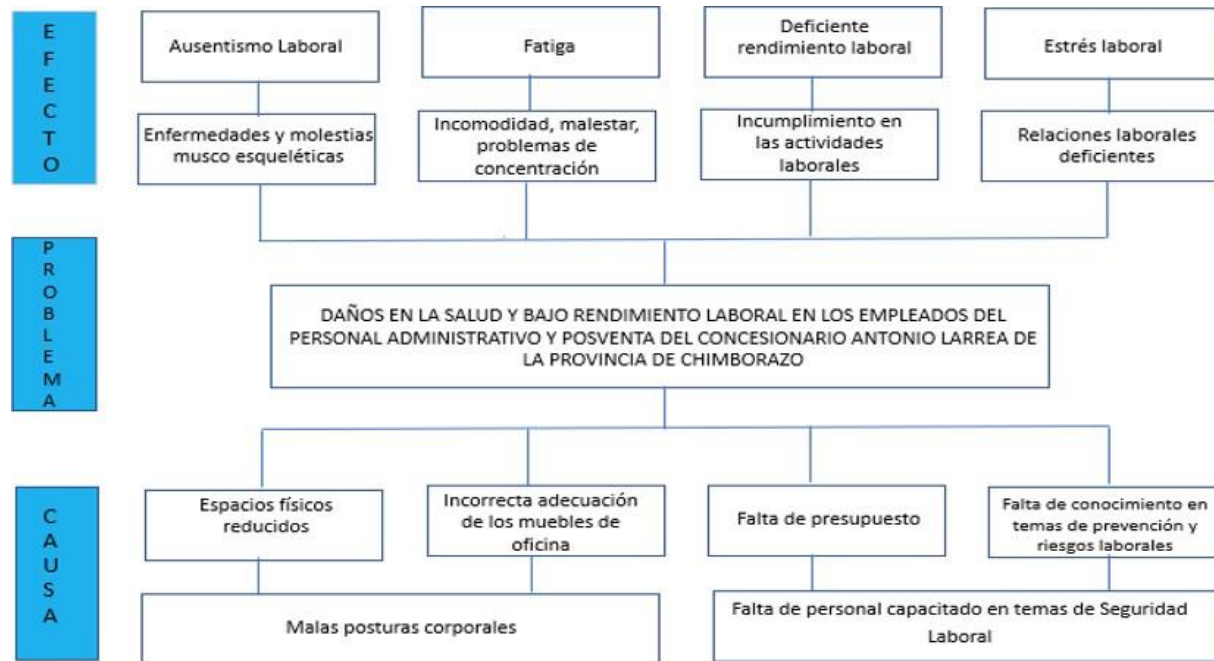 EFECTO
Ausentismo Laboral
Fatiga
Deficiente
rendimiento laboral
Estrés laboral
Enfermedades y molestias
musco esqueléticas
Incomodidad, malestar,
problemas de
concentración
Incumplimiento en
las actividades
laborales
Relaciones laborales
deficientes
PROBLEMA
DAÑOS EN LA SALUD Y BAJO RENDIMIENTO LABORAL EN LOS EMPLEADOS DEL
PERSONAL ADMINISTRATIVO Y POSVENTA DEL CONCESIONARIO ANTONIO LARREA DE
LA PROVINCIA DE CHIMBORAZO
CAUSA
Espacios físicos
reducidos
Incorrecta adecuación
de los muebles de
oficina
Falta de presupuesto
Falta de conocimiento en
temas de prevención y
riesgos laborales
Malas posturas corporales
Falta de personal capacitado en temas de Seguridad
Laboral